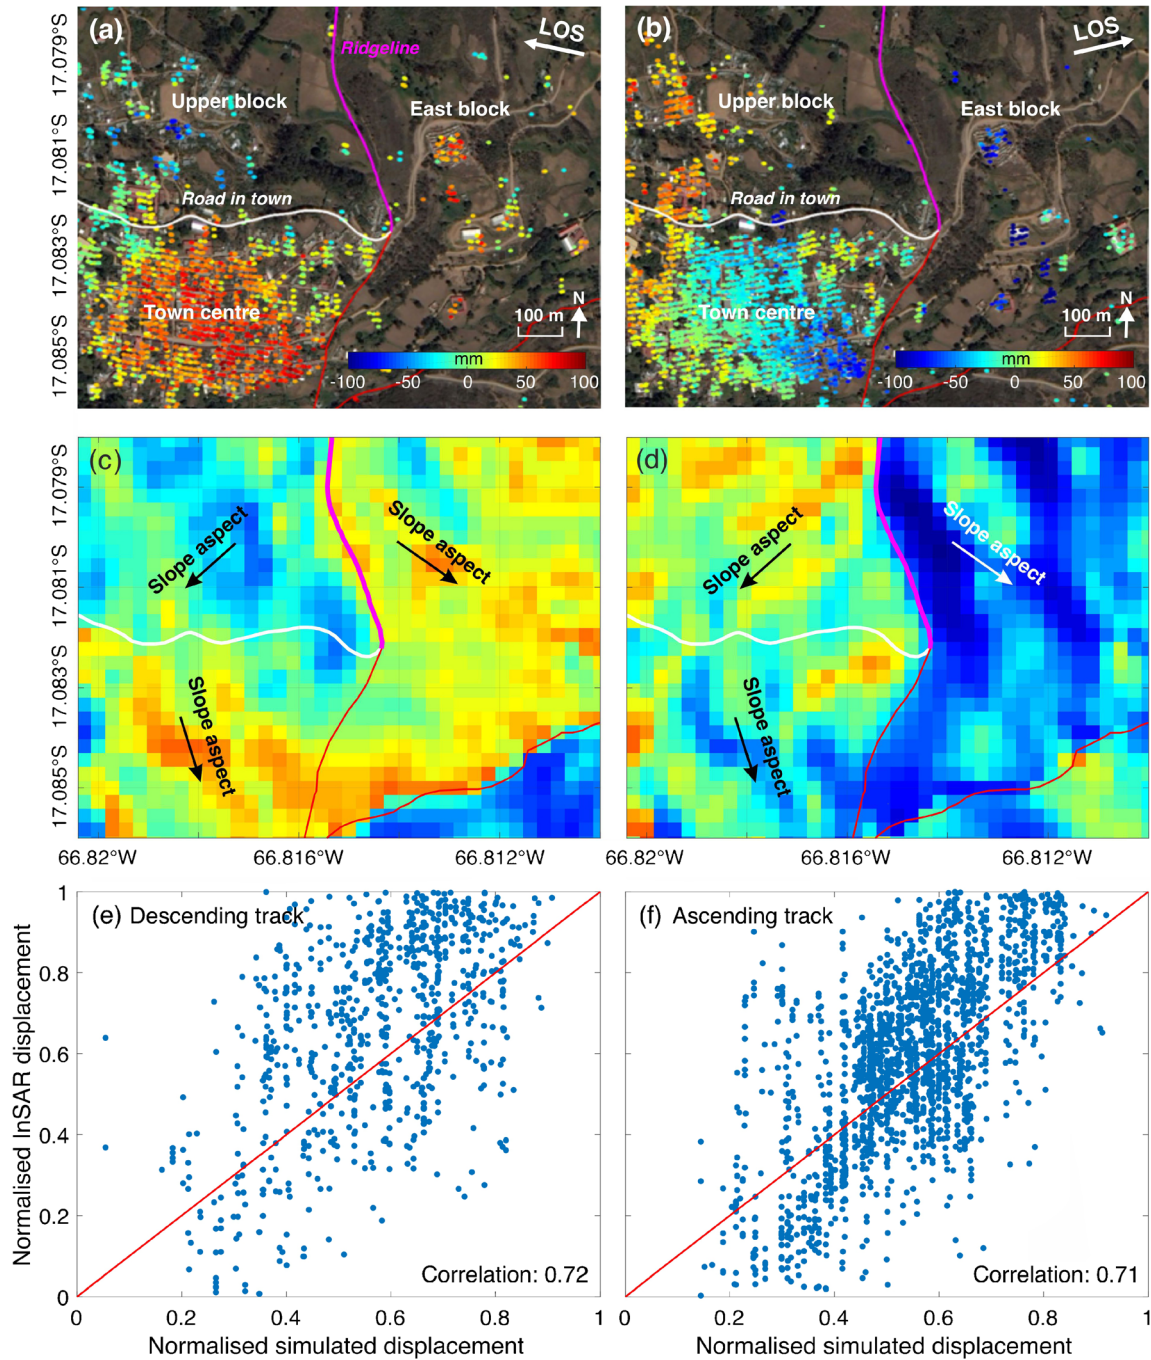 (a)
Ridgeline
LOS
Upper block
East block
Road in town
Town centre
100 m
N
mm
-100
-50
0
50
100
17.079°S
17.081°S
17.083°S
17.085°S
(b)
LOS
Upper block
East block
Road in town
Town centre
100 m
N
mm
-100
-50
0
50
100
(c)
Slope aspect
Slope aspect
Slope aspect
17.079°S
17.081°S
17.083°S
17.085°S
66.82°W
66.816°W
66.812°W
(d)
Slope aspect
Slope aspect
Slope aspect
66.82°W
66.816°W
66.812°W
(e) Descending track
Correlation: 0.72
1
0.8
0.6
0.4
0.2
0
0
0.2
0.4
0.6
0.8
1
Normalised InSAR displacement
Normalised simulated displacement
(f) Ascending track
Correlation: 0.71
0
0.2
0.4
0.6
0.8
1
Normalised simulated displacement